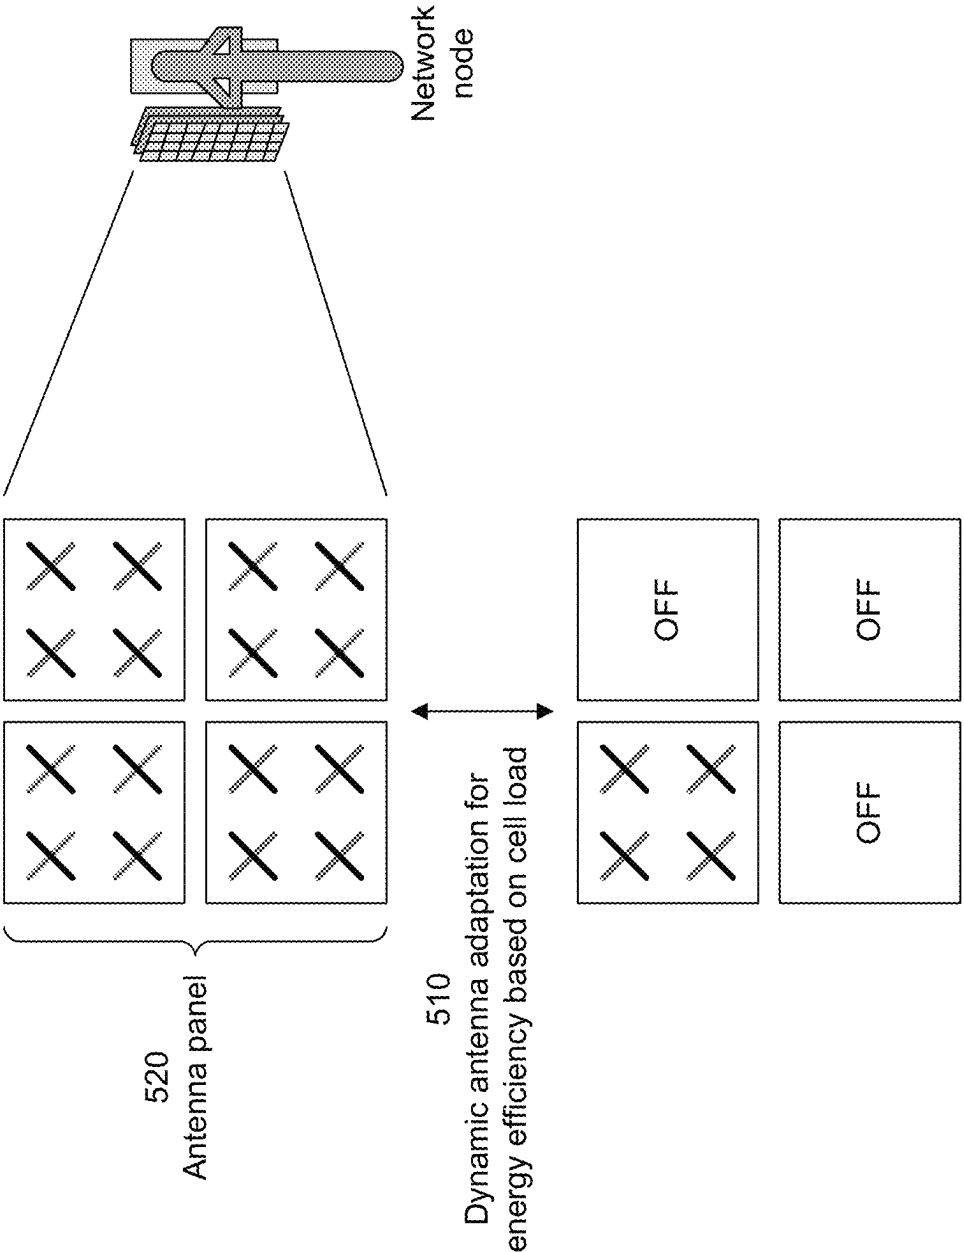 520
Antenna panel
510
Dynamic antenna adaptation for
energy efficiency based on cell load
OFF
OFF
OFF
Network
node